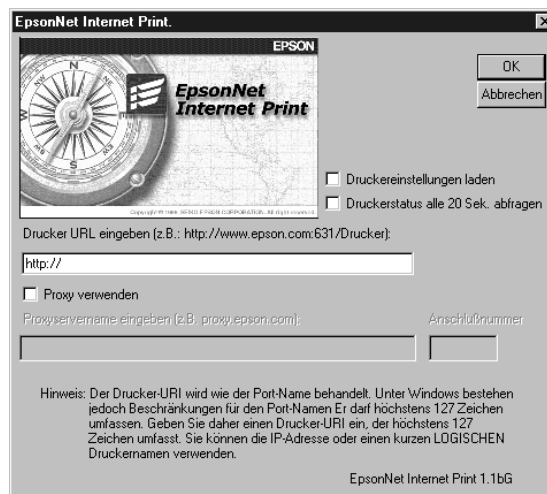 EpsonNet Internet Print.
EPSON
EpsonNet
Internet Print
N
W
S
OK
Abbrechen
Druckereinstellungen laden
Druckerstatus alle 20 Sek. abfragen
Drucker URL eingeben (z.B.: http://www.epson.com:631/Drucker):
http://
Proxy verwenden
Proxyservername eingeben (z.B. proxy.epson.com):
Anschlußnummer
Hinweis: Der Drucker-URI wird wie der Port-Name behandelt. Unter Windows bestehen
jedoch Beschränkungen für den Port-Namen Er darf höchstens 127 Zeichen
umfassen. Geben Sie daher einen Drucker-URI ein, der höchstens 127
Zeichen umfasst. Sie können die IP-Adresse oder einen kurzen LOGISCHEN
Druckernamen verwenden.
EpsonNet Internet Print 1.1bG